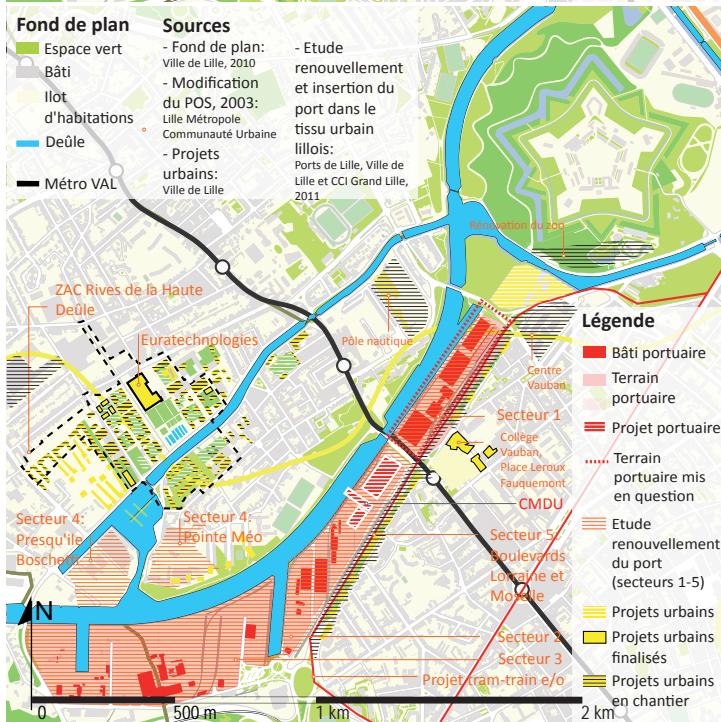 Fond de plan
Espace vert
Bâti
Ilot
d'habitations
Deûle
Métro VAL
Sources
- Fond de plan:
Ville de Lille, 2010
- Modification
du POS, 2003:
Lille Métropole
Communauté Urbaine
- Projets
urbains:
Ville de Lille
- Etude
renouvellement
et insertion du
port dans le
tissu urbain
lillois:
Ports de Lille, Ville de
Lille et CCI Grand Lille,
2011
Rénovation du zoo
ZAC Rives de la Haute
Deûle
Euratechnologies
Pôle nautique
Centre
Vauban
Secteur 1
Collège
Vauban,
Place Leroux
Fauquemont
CMDU
Secteur 4:
Presqu'ile
Boschetti
Secteur 4:
Pointe Méo
Secteur 5:
Boulevards
Lorraine et
Moselle
Secteur 2
Secteur 3
Projet tram-train e/o
Légende
Bâti portuaire
Terrain
portuaire
Projet portuaire
Terrain
portuaire mis
en question
Etude
renouvellement
du port
(secteurs 1-5)
Projets urbains
Projets urbains
finalisés
Projets urbains
en chantier
N
0
500 m
1 km
2 km